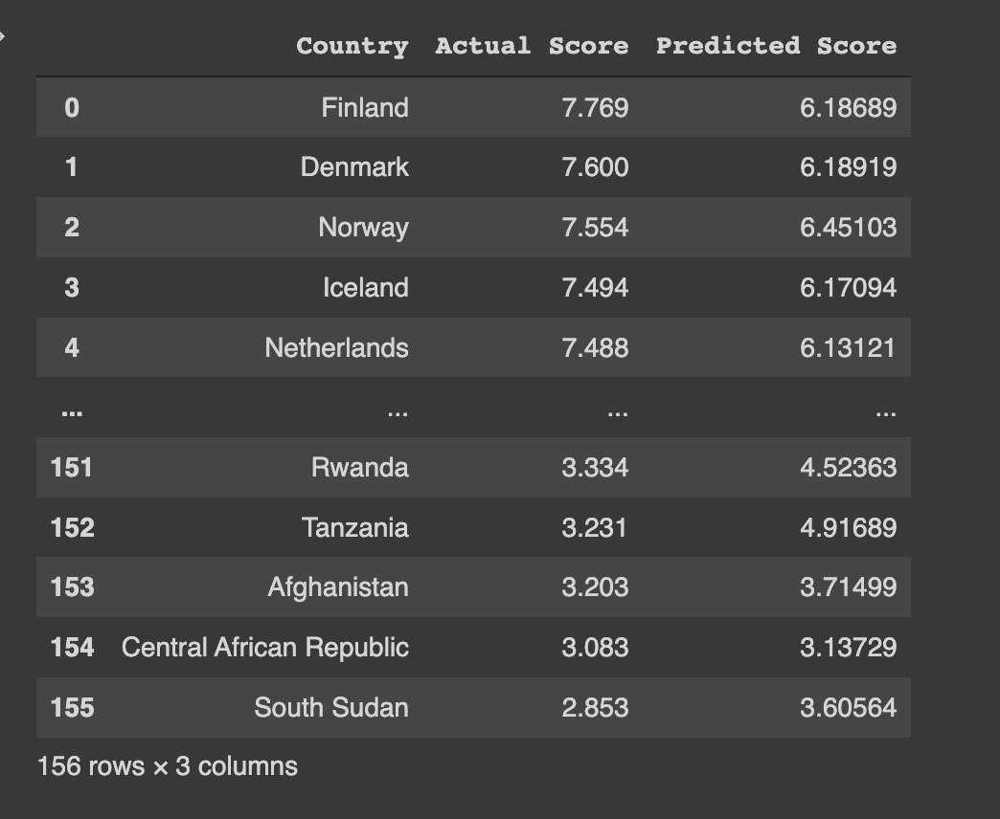 Country Actual Score Predicted Score
0 Finland 7.769 6.18689
1 Denmark 7.600 6.18919
2 Norway 7.554 6.45103
3 Iceland 7.494 6.17094
4 Netherlands 7.488 6.13121
... ... ... ...
151 Rwanda 3.334 4.52363
152 Tanzania 3.231 4.91689
153 Afghanistan 3.203 3.71499
154 Central African Republic 3.083 3.13729
155 South Sudan 2.853 3.60564
156 rows × 3 columns